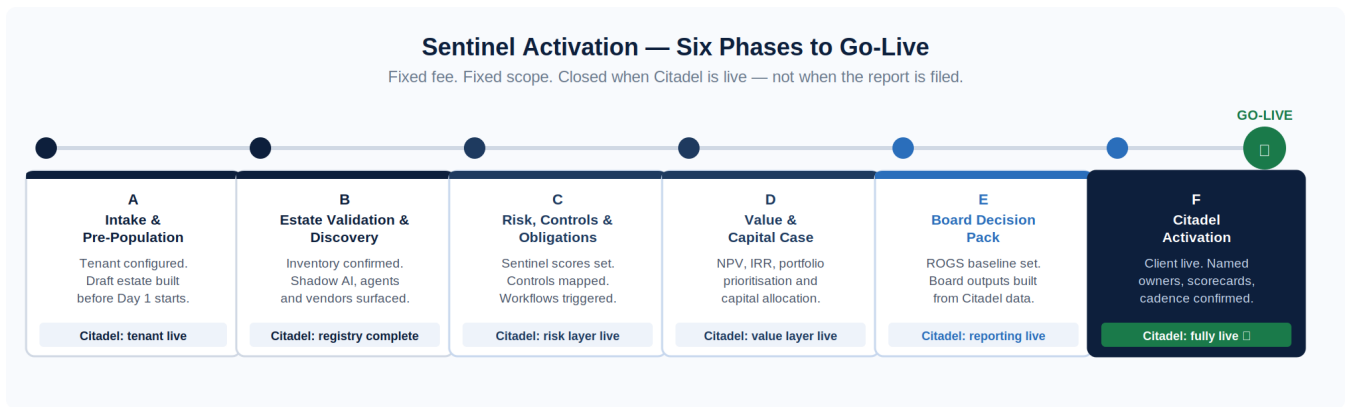 Sentinel Activation — Six Phases to Go-Live
Fixed fee. Fixed scope. Closed when Citadel is live — not when the report is filed.
GO-LIVE
A
Intake &
Pre-Population
Tenant configured.
Draft estate built
before Day 1 starts.
Citadel: tenant live
B
Estate Validation &
Discovery
Inventory confirmed.
Shadow AI, agents
and vendors surfaced.
Citadel: registry complete
C
Risk, Controls &
Obligations
Sentinel scores set.
Controls mapped.
Workflows triggered.
Citadel: risk layer live
D
Value &
Capital Case
NPV, IRR, portfolio
prioritisation and
capital allocation.
Citadel: value layer live
E
Board Decision
Pack
ROGS baseline set.
Board outputs built
from Citadel data.
Citadel: reporting live
F
Citadel
Activation
Client live. Named
owners, scorecards,
cadence confirmed.
Citadel: fully live